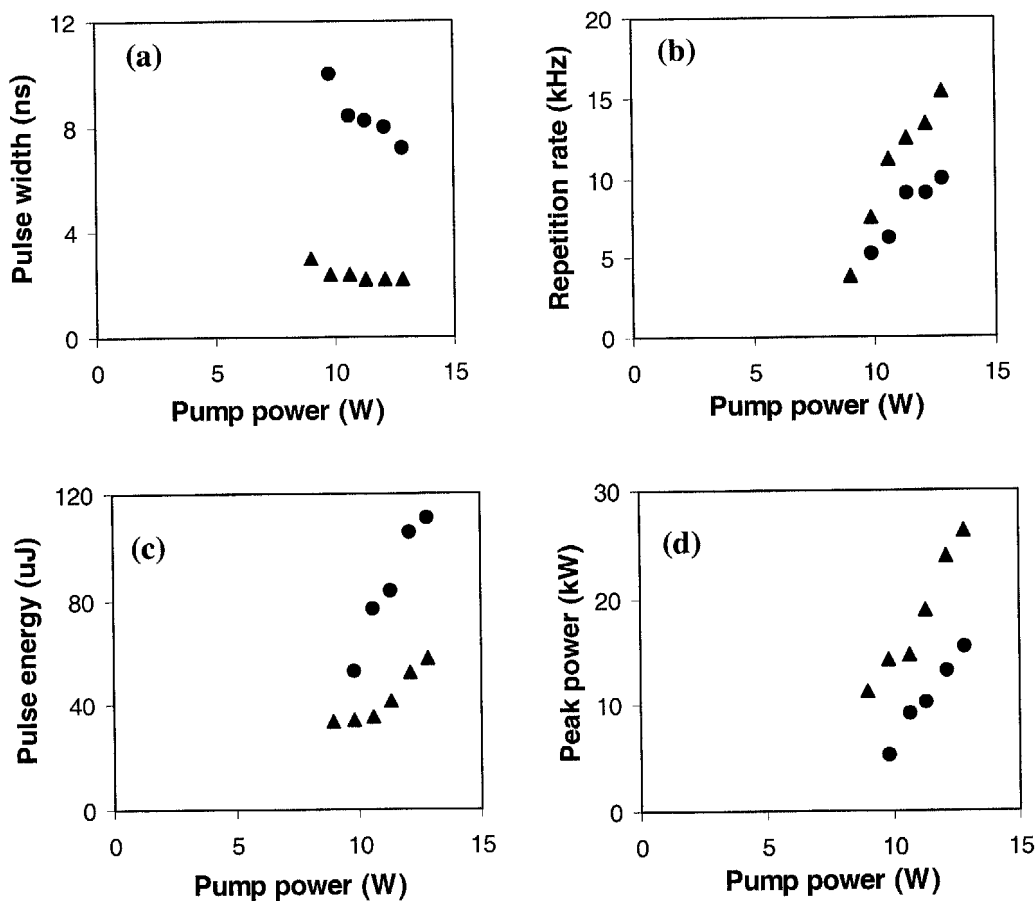 (a)
Pulse width (ns)
12
8
4
0
0 5 10 15
Pump power (W)
(b)
Repetition rate (kHz)
20
15
10
5
0
0 5 10 15
Pump power (W)
(c)
Pulse energy (uJ)
120
80
40
0
0 5 10 15
Pump power (W)
(d)
Peak power (kW)
30
20
10
0
0 5 10 15
Pump power (W)